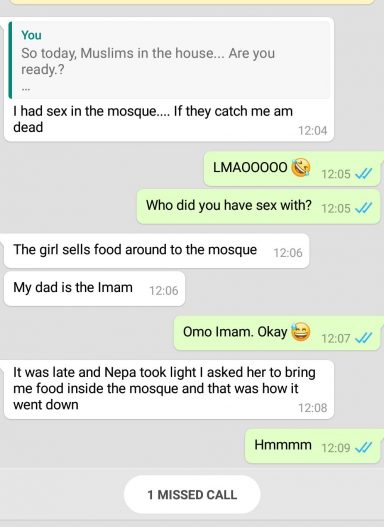 You
So today, Muslims in the house... Are you
ready.?
...
I had sex in the mosque.... If they catch me am
dead
12:04
LMAOOOOO 🤣 12:05
Who did you have sex with? 12:05
The girl sells food around to the mosque 12:06
My dad is the Imam 12:06
Omo Imam. Okay 😅 12:07
It was late and Nepa took light I asked her to bring
me food inside the mosque and that was how it
went down
12:08
Hmmmm 12:09
1 MISSED CALL